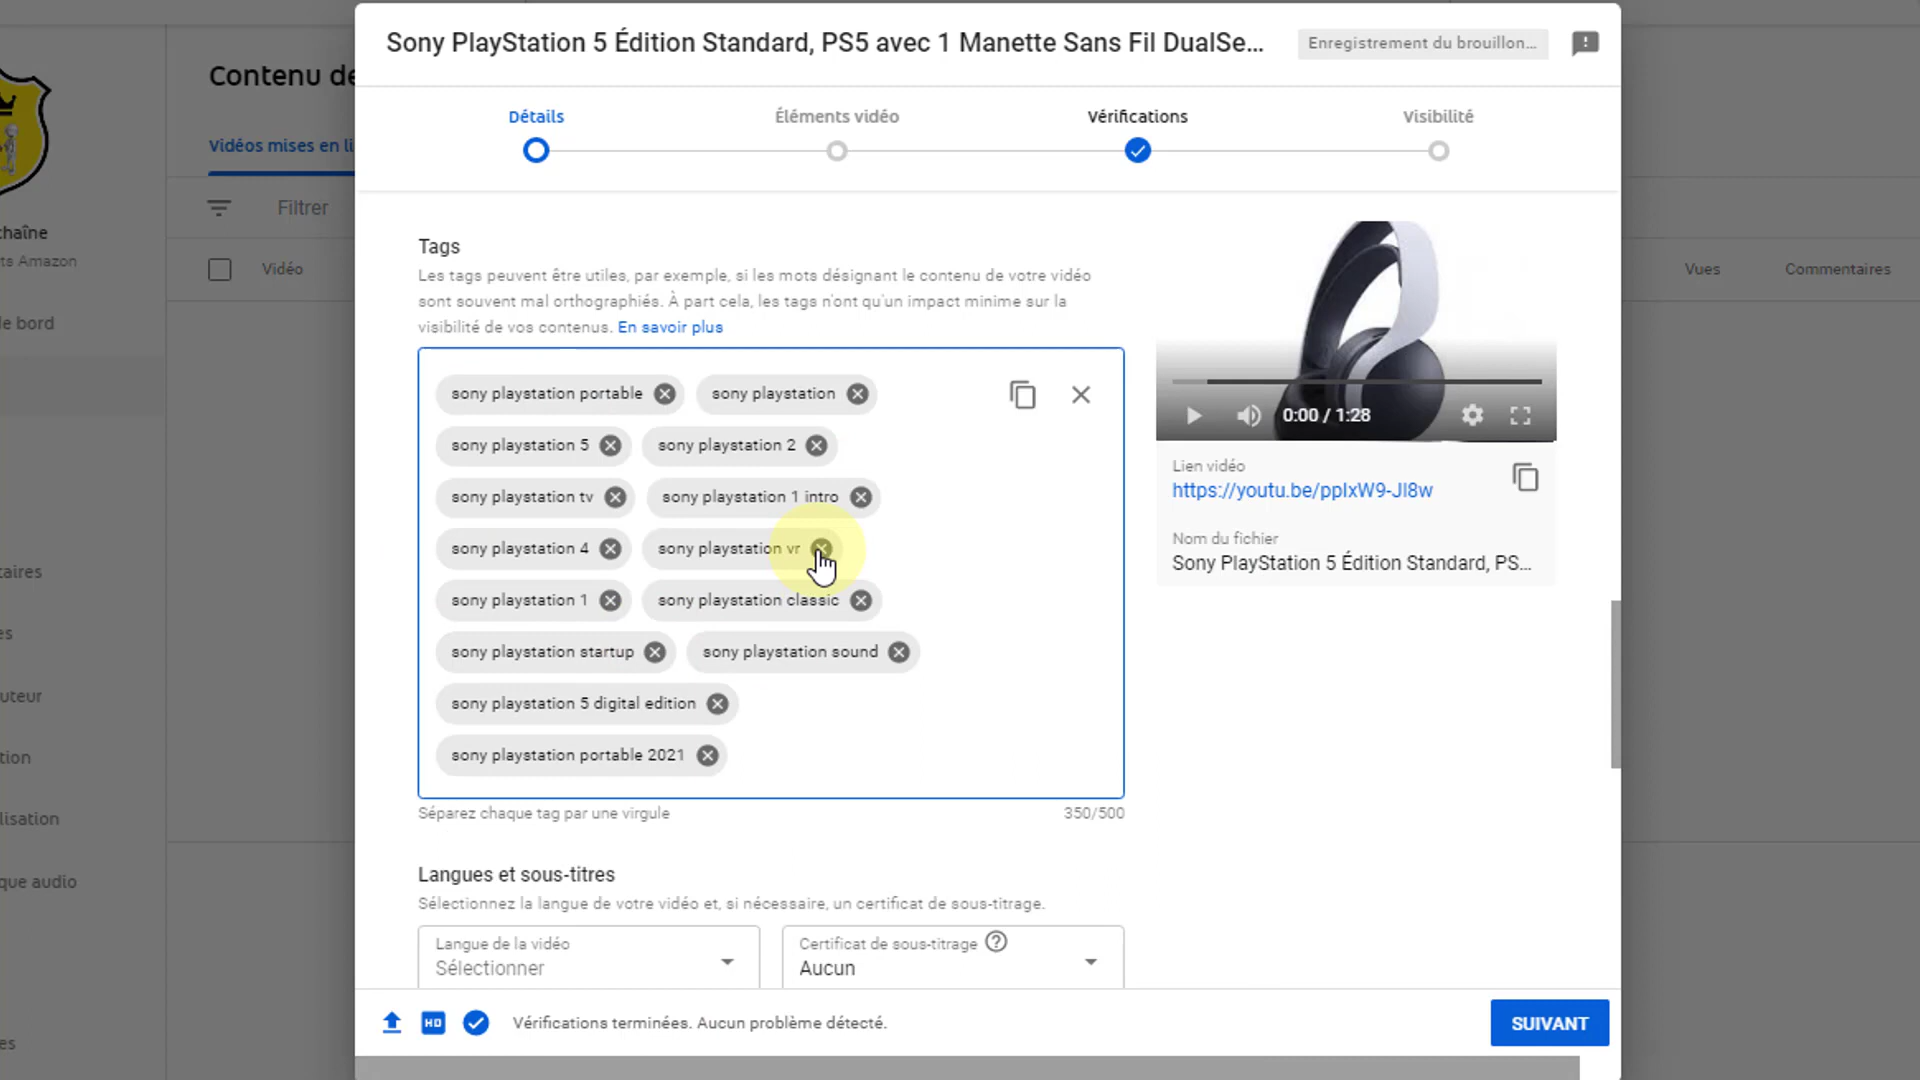 Sony PlayStation 5 Édition Standard, PS5 avec 1 Manette Sans Fil DualSe...
Enregistrement du brouillon...
Contenu de
Détails
Éléments vidéo
Vérifications
Visibilité
Vidéos mises en li
Filtrer
chaîne
ts Amazon
Vidéo
Vues
Commentaires
de bord
Tags
Les tags peuvent être utiles, par exemple, si les mots désignant le contenu de votre vidéo
sont souvent mal orthographiés. À part cela, les tags n'ont qu'un impact minime sur la
visibilité de vos contenus. En savoir plus
sony playstation portable
sony playstation
sony playstation 5
sony playstation 2
sony playstation tv
sony playstation 1 intro
sony playstation 4
sony playstation vr
sony playstation 1
sony playstation classic
sony playstation startup
sony playstation sound
sony playstation 5 digital edition
sony playstation portable 2021
Séparez chaque tag par une virgule
350/500
0:00 / 1:28
Lien vidéo
https://youtu.be/pplxW9-JI8w
Nom du fichier
Sony PlayStation 5 Édition Standard, PS...
taires
es
uteur
tion
lisation
que audio
es
Langues et sous-titres
Sélectionnez la langue de votre vidéo et, si nécessaire, un certificat de sous-titrage.
Langue de la vidéo
Sélectionner
Certificat de sous-titrage
Aucun
HD
Vérifications terminées. Aucun problème détecté.
SUIVANT